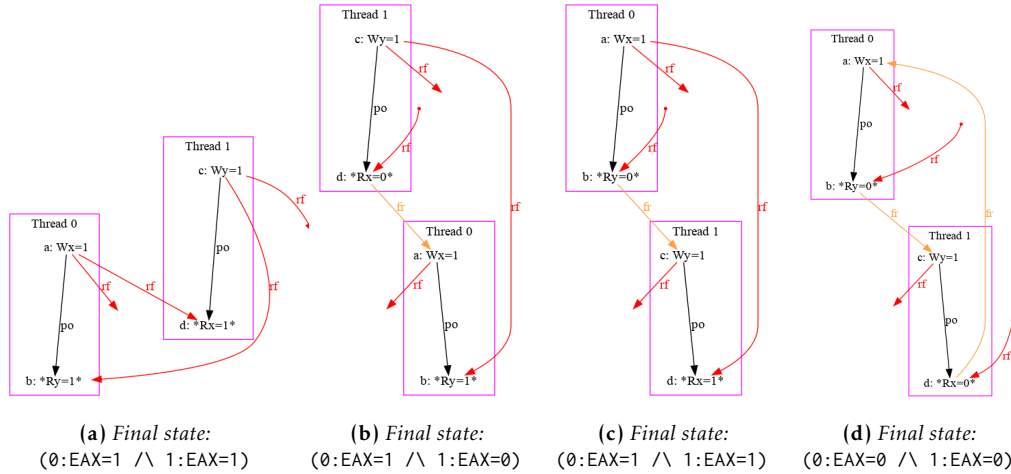 Thread 1
c: Wy=1
rf
Thread 0
a: Wx=1
rf
rf
rf
po
po
d: *Rx=1*
b: *Ry=1*
(a) Final state:
(0:EAX=1 /\ 1:EAX=1)
Thread 1
c: Wy=1
rf
po
rf
d: *Rx=0*
fr
rf
Thread 0
a: Wx=1
rf
po
b: *Ry=1*
(b) Final state:
(0:EAX=1 /\ 1:EAX=0)
Thread 0
a: Wx=1
rf
po
rf
b: *Ry=0*
fr
rf
Thread 1
c: Wy=1
rf
po
d: *Rx=1*
(c) Final state:
(0:EAX=1 /\ 1:EAX=1)
Thread 0
a: Wx=1
rf
po
rf
b: *Ry=0*
fr
fr
Thread 1
c: Wy=1
rf
po
rf
d: *Rx=0*
(d) Final state:
(0:EAX=0 /\ 1:EAX=0)